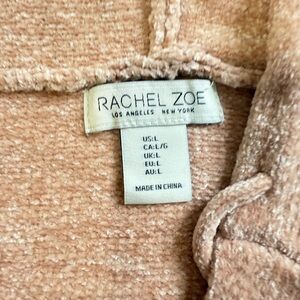 RACHEL ZOE
LOS ANGELES NEW YORK
US:L
CA:L/G
UK:L
EU:L
AU:L
MADE IN CHINA